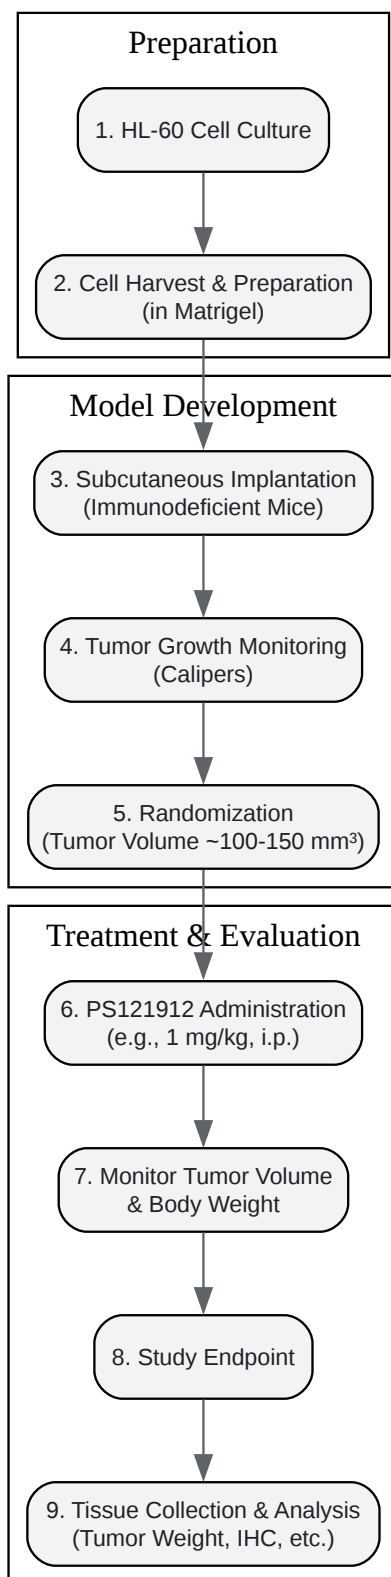 Preparation
1. HL-60 Cell Culture
2. Cell Harvest & Preparation
(in Matrigel)
Model Development
3. Subcutaneous Implantation
(Immunodeficient Mice)
4. Tumor Growth Monitoring
(Calipers)
5. Randomization
(Tumor Volume ~100-150 mm³)
Treatment & Evaluation
6. PS121912 Administration
(e.g., 1 mg/kg, i.p.)
7. Monitor Tumor Volume
& Body Weight
8. Study Endpoint
9. Tissue Collection & Analysis
(Tumor Weight, IHC, etc.)